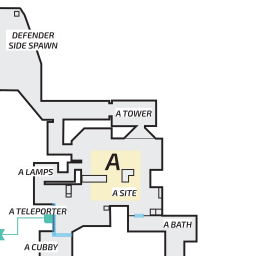 DEFENDER
SIDE SPAWN
A TOWER
A
A LAMPS
A SITE
A TELEPORTER
A BATH
A CUBBY